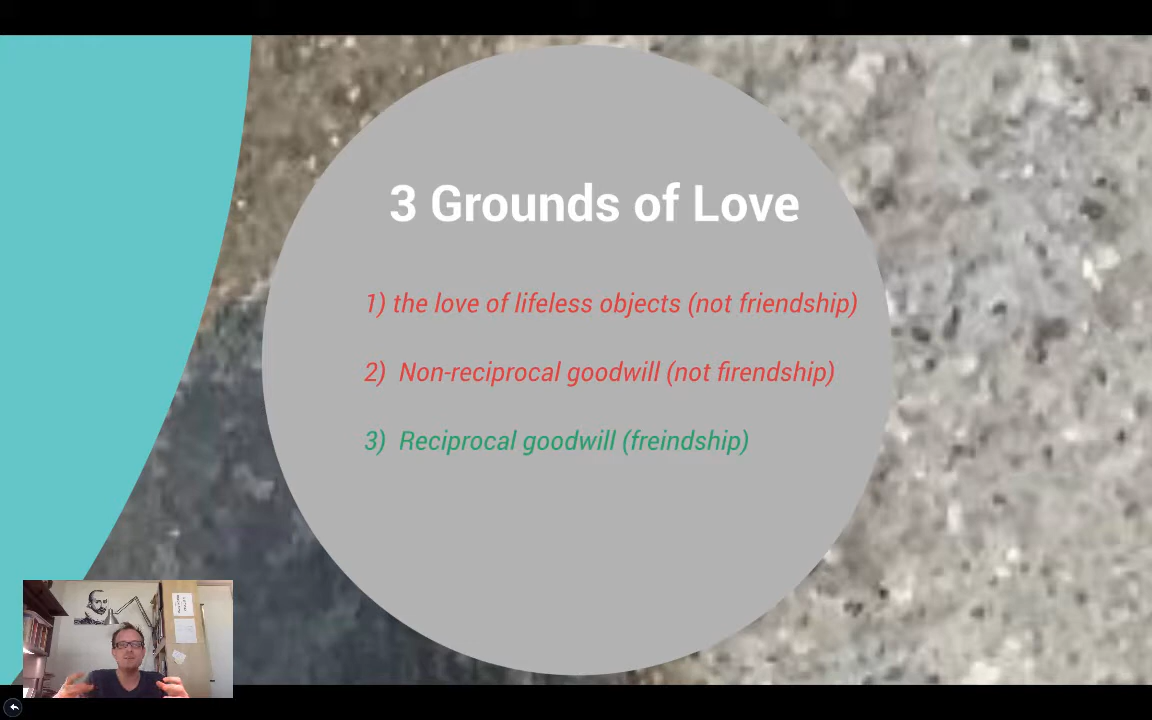 3 Grounds of Love
1) the love of lifeless objects (not friendship)
2) Non-reciprocal goodwill (not firendship)
3) Reciprocal goodwill (freindship)